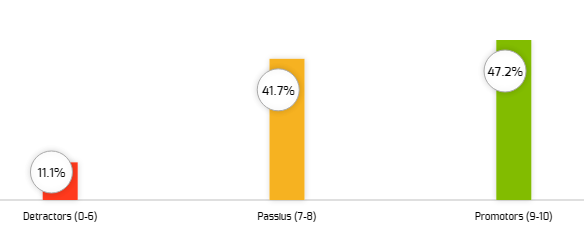 47.2%
41.7%
11.1%
Detractors (0-6)
Passius (7-8)
Promotors (9-10)